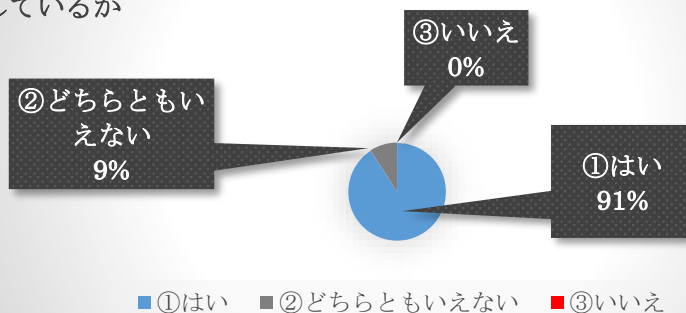 ているか
③いいえ
0%
②どちらともい
えない
9%
①はい
91%
①はい ②どちらともいえない ③いいえ